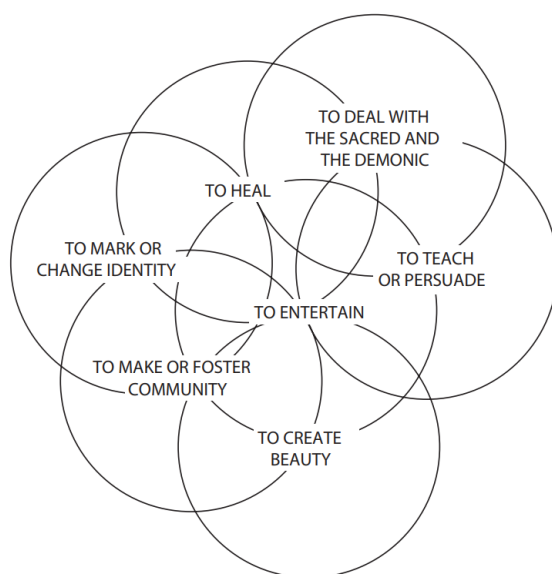 TO DEAL WITH
THE SACRED AND
THE DEMONIC
TO HEAL
TO MARK OR
CHANGE IDENTITY
TO TEACH
OR PERSUADE
TO ENTERTAIN
TO MAKE OR FOSTER
COMMUNITY
TO CREATE
BEAUTY